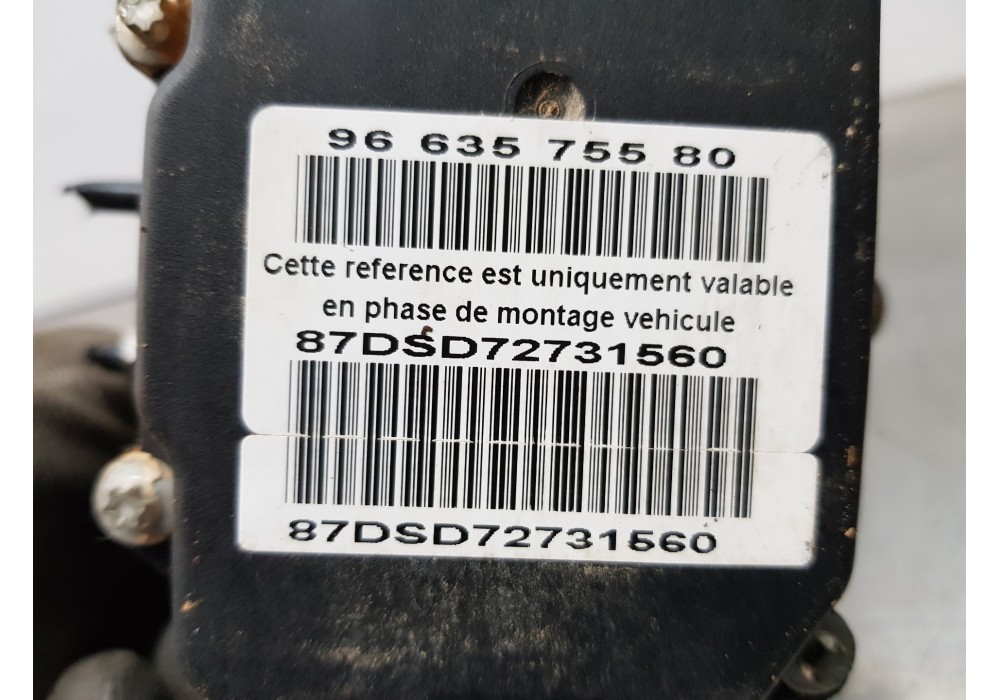 96 635 755 80
Cette reference est uniquement valable
en phase de montage vehicule
87DSD72731560
87DSD72731560